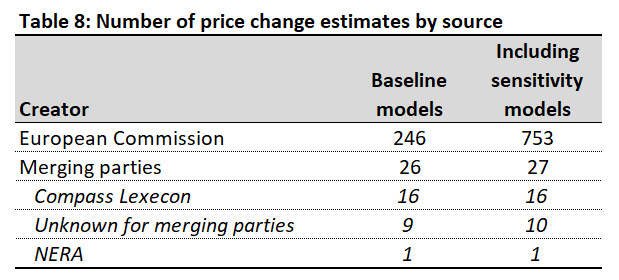 Table 8: Number of price change estimates by source
Creator Baseline models Including sensitivity models
European Commission 246 753
Merging parties 26 27
Compass Lexecon 16 16
Unknown for merging parties 9 10
NERA 1 1